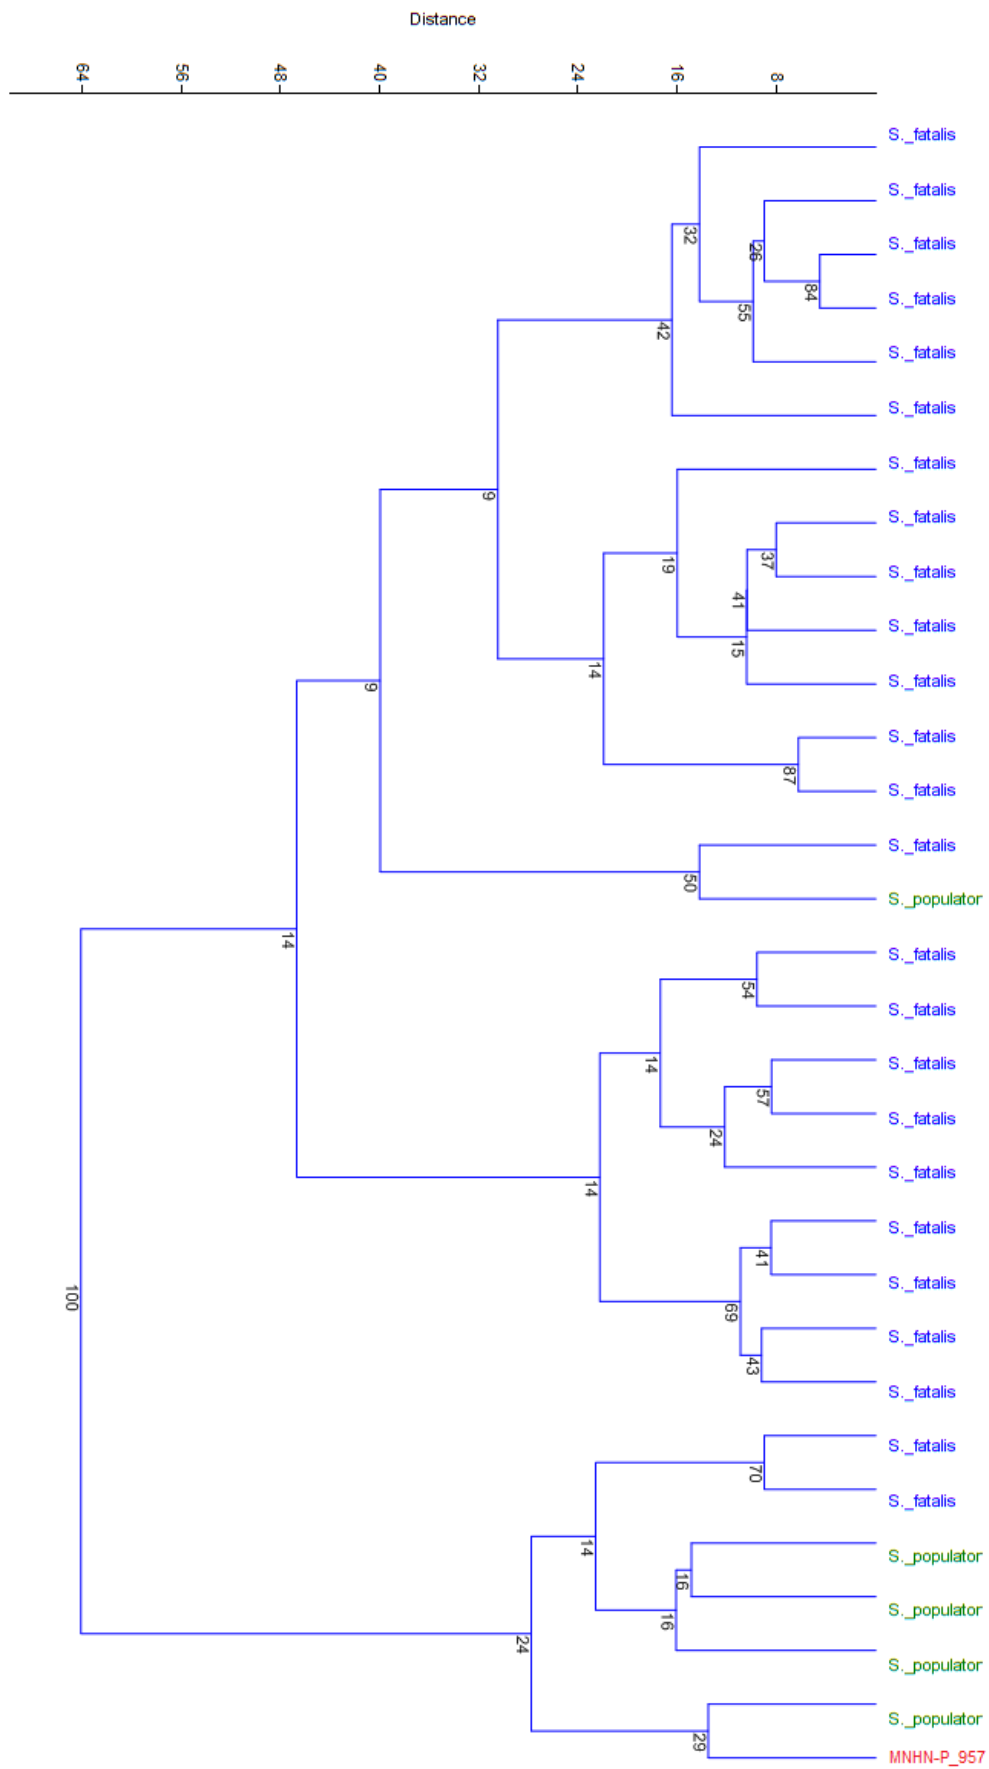 Distance
64 56 48 40 32 24 16 8
S._fatalis
S._fatalis
32
S._fatalis
26
84
S._fatalis
55
42
S._fatalis
S._fatalis
S._fatalis
9
S._fatalis
37
19
S._fatalis
41
S._fatalis
15
14
S._fatalis
9
S._fatalis
87
S._fatalis
S._fatalis
50
S._populator
14
S._fatalis
54
S._fatalis
14
S._fatalis
57
S._fatalis
24
S._fatalis
14
S._fatalis
41
S._fatalis
100
69
S._fatalis
43
S._fatalis
S._fatalis
70
S._fatalis
14
S._populator
16
S._populator
16
24
S._populator
S._populator
29
MNHN-P_957